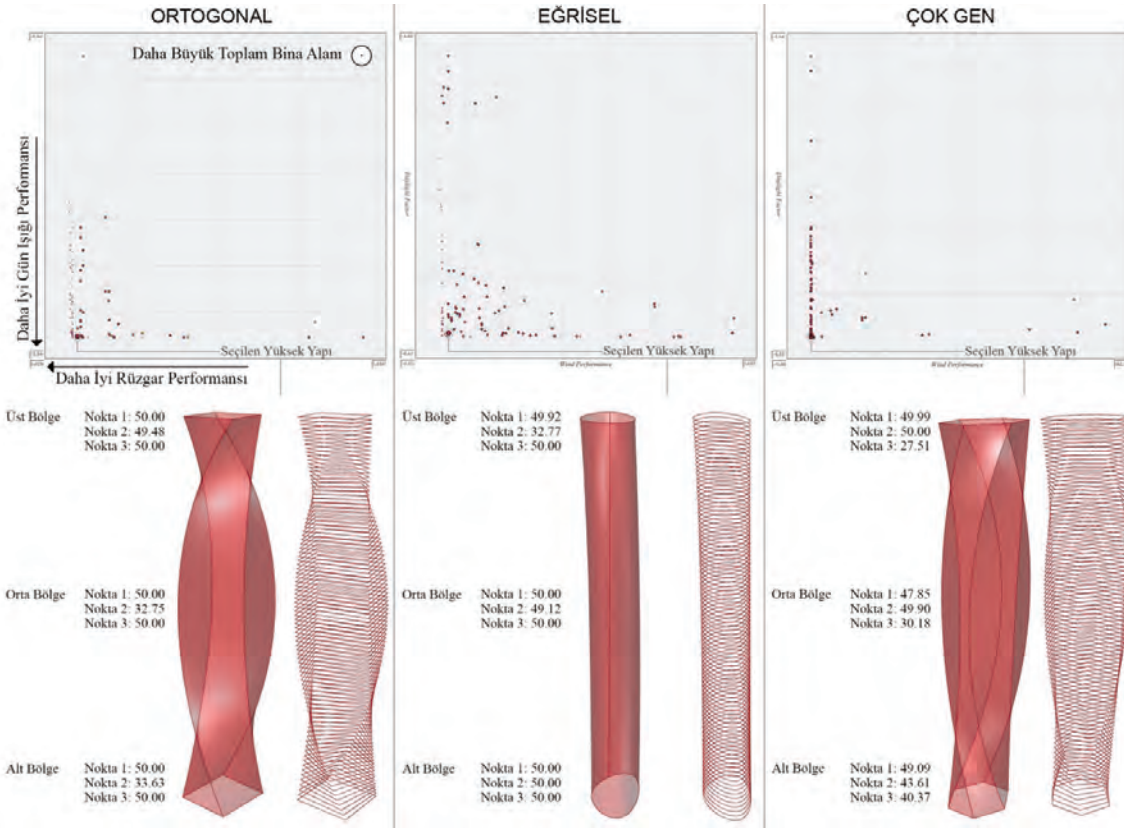 ORTOGONAL
Daha Büyük Toplam Bina Alanı
Daha İyi Gün Işığı Performansı
Seçilen Yüksek Yapı
Daha İyi Rüzgar Performansı
Üst Bölge
Nokta 1: 50.00
Nokta 2: 49.48
Nokta 3: 50.00
Orta Bölge
Nokta 1: 50.00
Nokta 2: 32.75
Nokta 3: 50.00
Alt Bölge
Nokta 1: 50.00
Nokta 2: 33.63
Nokta 3: 50.00
EĞRİSEL
Daylight Factor
Seçilen Yüksek Yapı
Wind Performance
Üst Bölge
Nokta 1: 49.92
Nokta 2: 32.77
Nokta 3: 50.00
Orta Bölge
Nokta 1: 50.00
Nokta 2: 49.12
Nokta 3: 50.00
Alt Bölge
Nokta 1: 50.00
Nokta 2: 50.00
Nokta 3: 50.00
ÇOK GEN
Daylight Factor
Seçilen Yüksek Yapı
Wind Performance
Üst Bölge
Nokta 1: 49.99
Nokta 2: 50.00
Nokta 3: 27.51
Orta Bölge
Nokta 1: 47.85
Nokta 2: 49.90
Nokta 3: 30.18
Alt Bölge
Nokta 1: 49.09
Nokta 2: 43.61
Nokta 3: 40.37